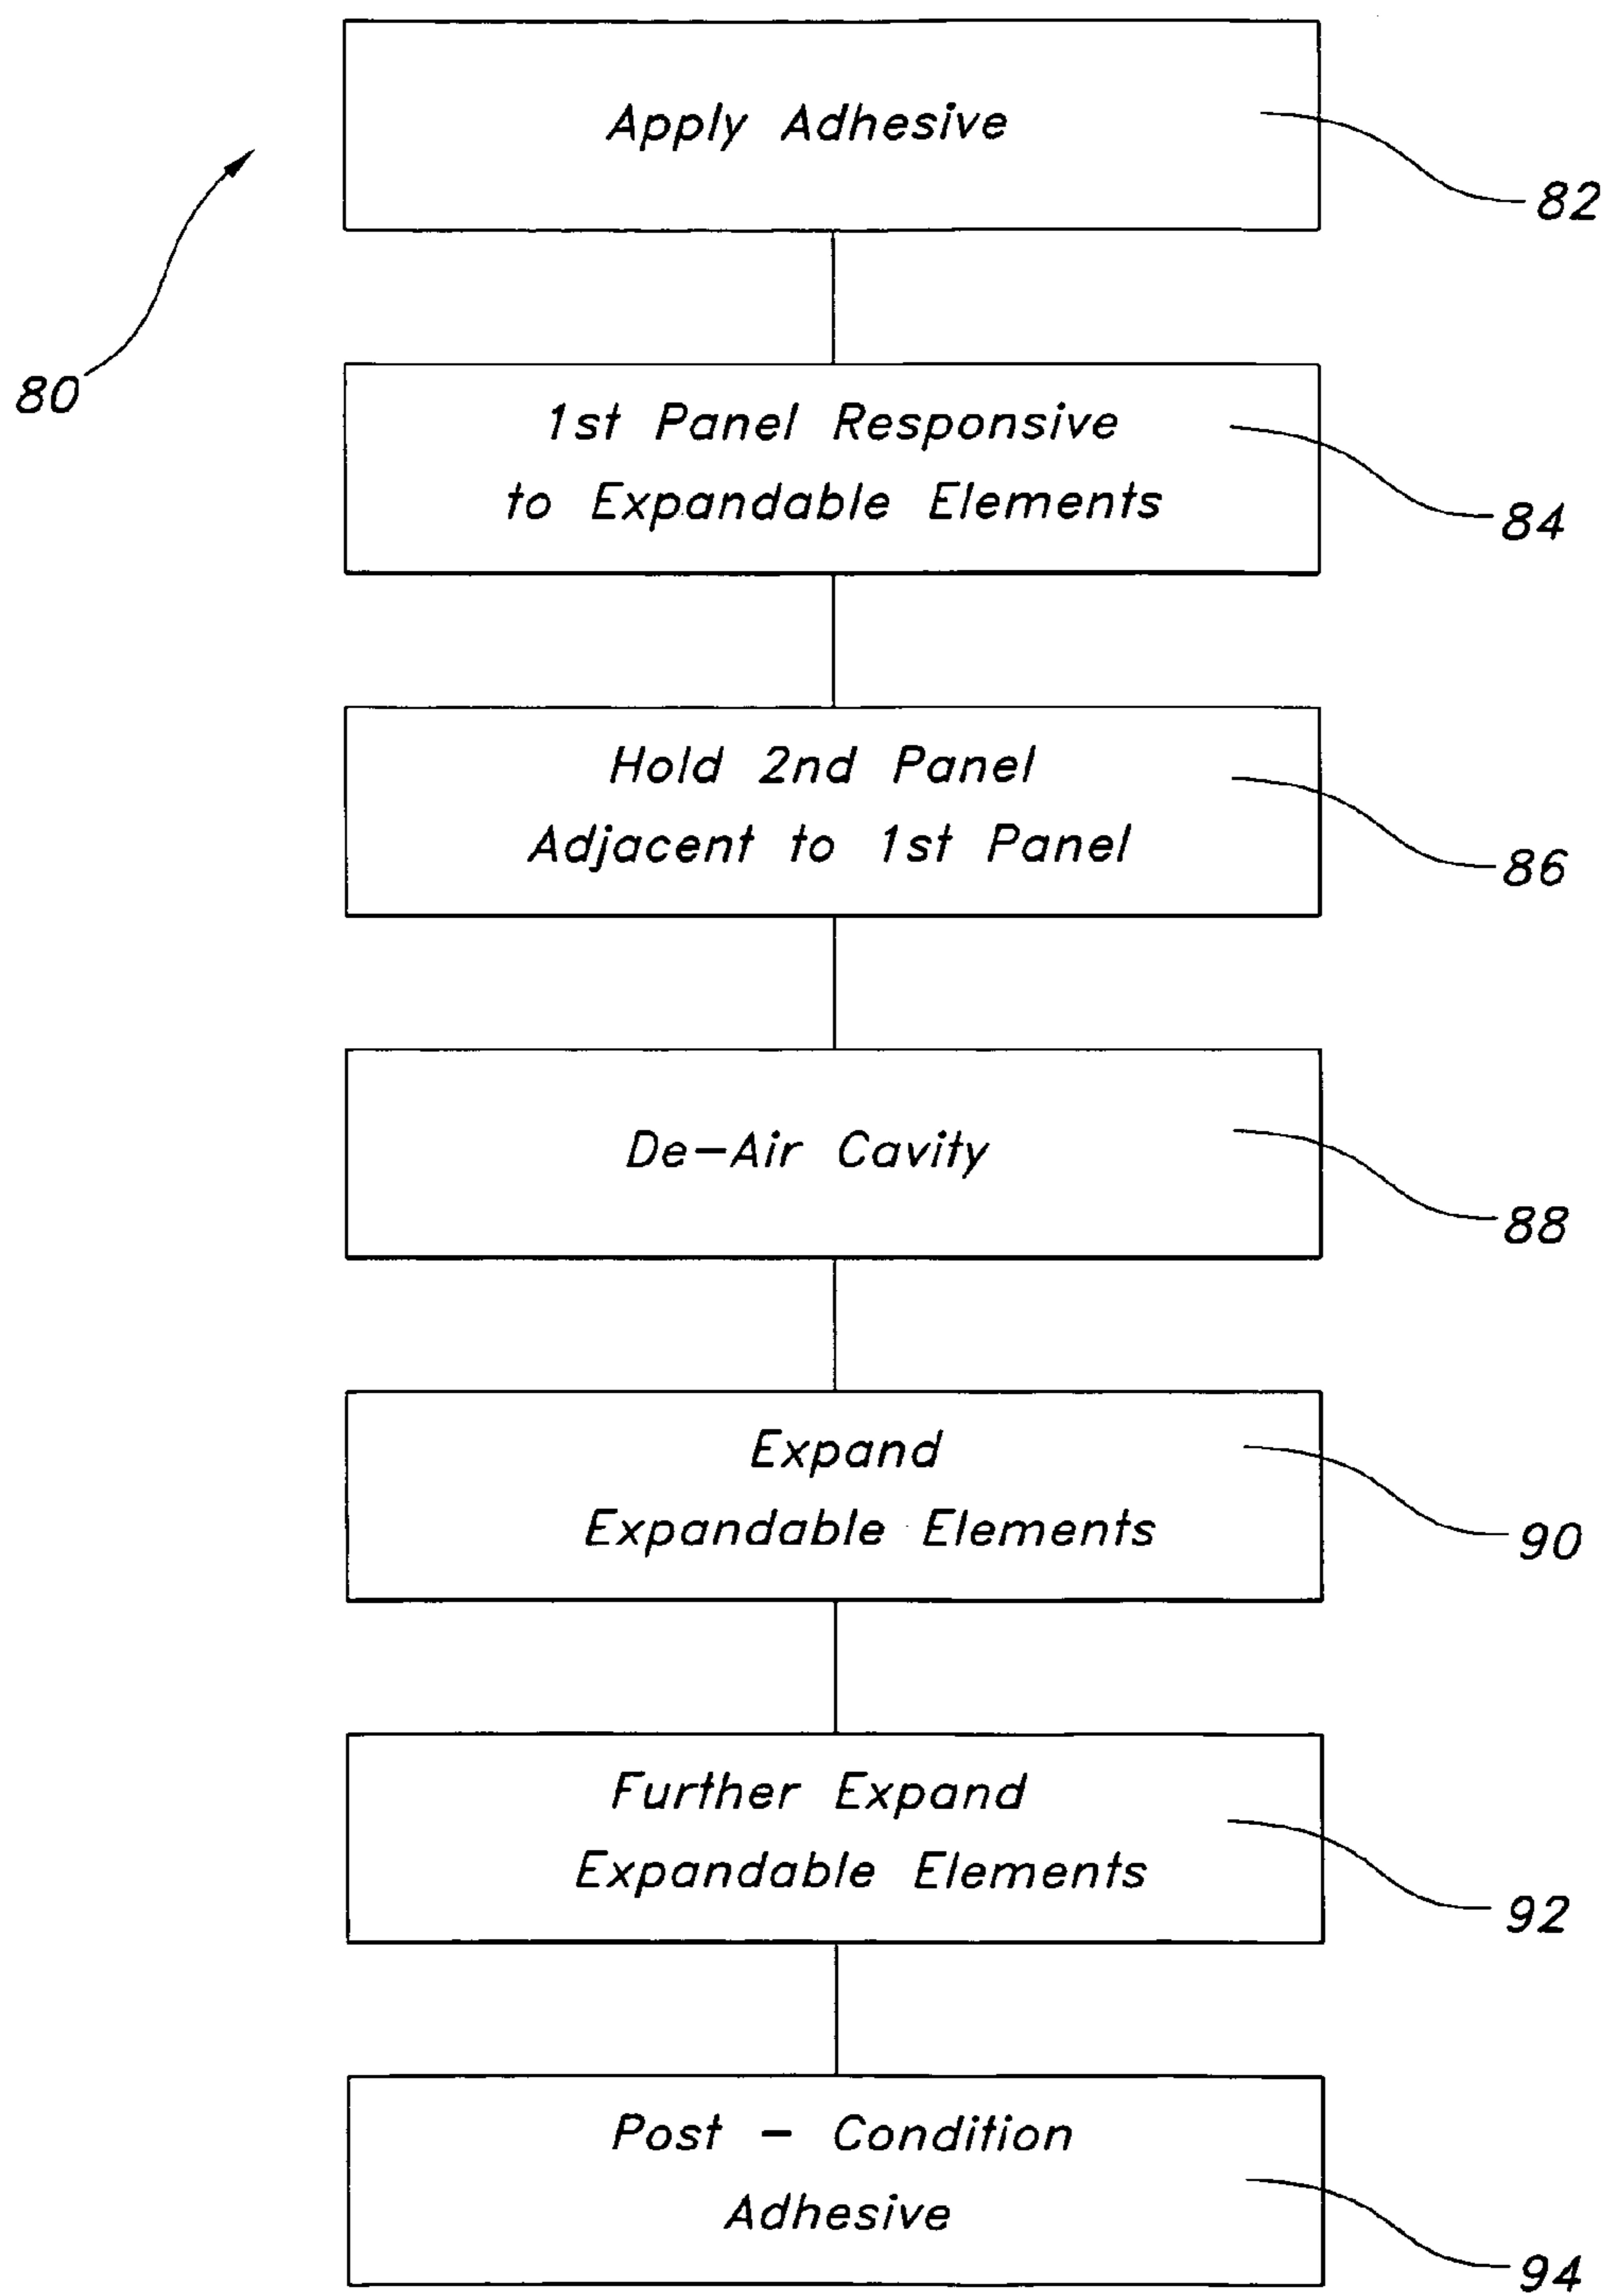 Apply Adhesive
82
80
1st Panel Responsive
to Expandable Elements
84
Hold 2nd Panel
Adjacent to 1st Panel
86
De-Air Cavity
88
Expand
Expandable Elements
90
Further Expand
Expandable Elements
92
Post - Condition
Adhesive
94